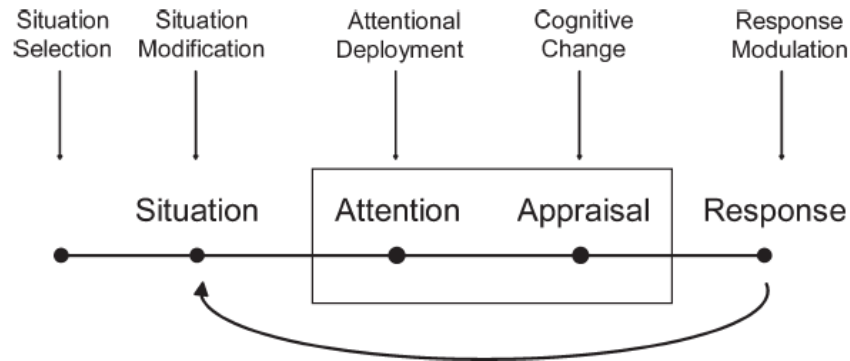 Situation
Selection
Situation
Modification
Attentional
Deployment
Cognitive
Change
Response
Modulation
Situation
Attention
Appraisal
Response